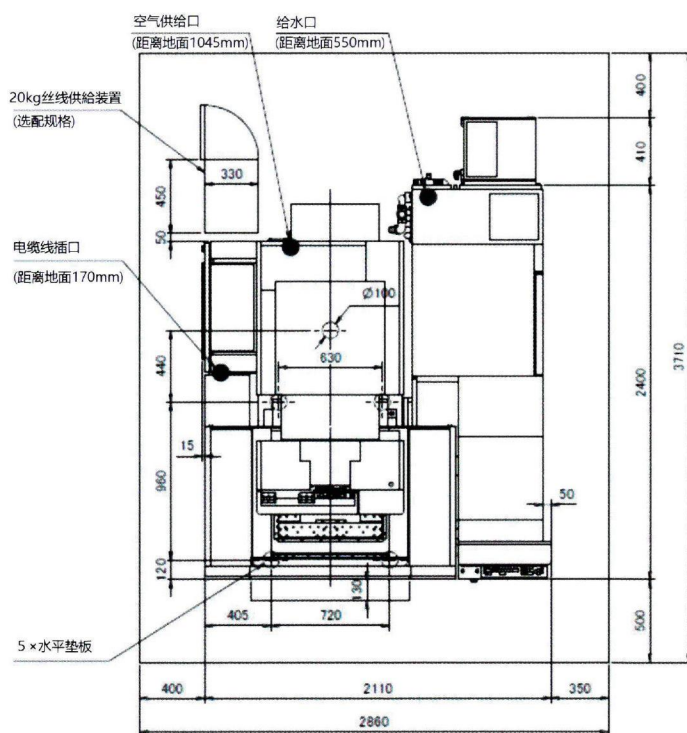 空气供给口
(距离地面1045mm)
给水口
(距离地面550mm)
20kg丝线供給装置
(选配规格)
电缆线插口
(距离地面170mm)
5 ×水平垫板
330
450
50
Ø100
630
440
15
960
120
130
405
720
50
400
410
2400
3710
500
400
2110
350
2860